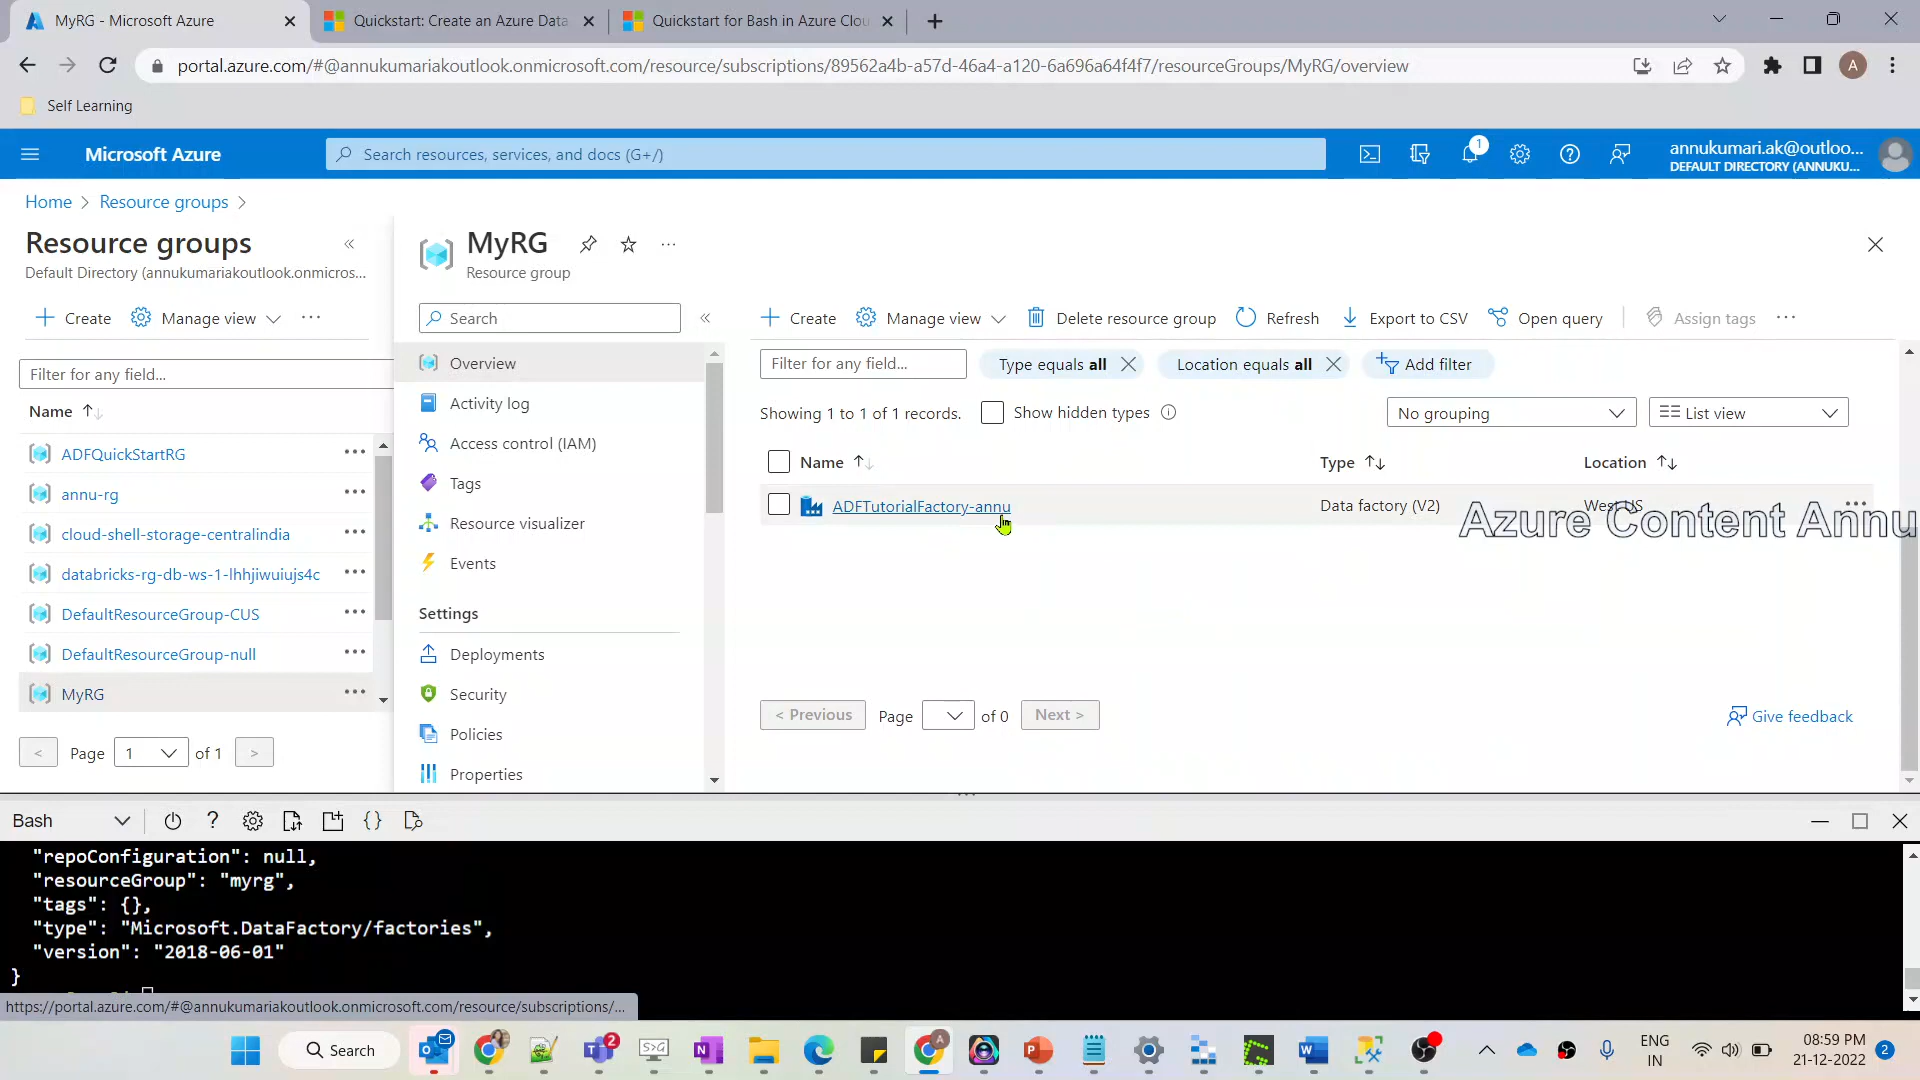 MyRG - Microsoft Azure
Quickstart: Create an Azure Data
Quickstart for Bash in Azure Clou
portal.azure.com/#@annukumariakoutlook.onmicrosoft.com/resource/subscriptions/89562a4b-a57d-46a4-a120-6a696a64f4f7/resourceGroups/MyRG/overview
A
Self Learning
Microsoft Azure
Search resources, services, and docs (G+/)
1
annukumari.ak@outloo...
DEFAULT DIRECTORY (ANNUKU...
Home > Resource groups >
Resource groups
Default Directory (annukumariakoutlook.onmicros...
Create
Manage view
Filter for any field...
Name
ADFQuickStartRG
annu-rg
cloud-shell-storage-centralindia
databricks-rg-db-ws-1-lhhjiwuiujs4c
DefaultResourceGroup-CUS
DefaultResourceGroup-null
MyRG
< Page 1 of 1 >
MyRG
Resource group
Search
Overview
Activity log
Access control (IAM)
Tags
Resource visualizer
Events
Settings
Deployments
Security
Policies
Properties
Create
Manage view
Delete resource group
Refresh
Export to CSV
Open query
Assign tags
Filter for any field...
Type equals all
Location equals all
Add filter
Showing 1 to 1 of 1 records.
Show hidden types
No grouping
List view
Name
Type
Location
ADFTutorialFactory-annu
Data factory (V2)
West US
Azure Content Annu
< Previous
Page
of 0
Next >
Give feedback
Bash
"repoConfiguration": null,
"resourceGroup": "myrg",
"tags": {},
"type": "Microsoft.DataFactory/factories",
"version": "2018-06-01"
}
https://portal.azure.com/#@annukumariakoutlook.onmicrosoft.com/resource/subscriptions/...
Search
2
S>G
A
ENG
IN
08:59 PM
21-12-2022
2